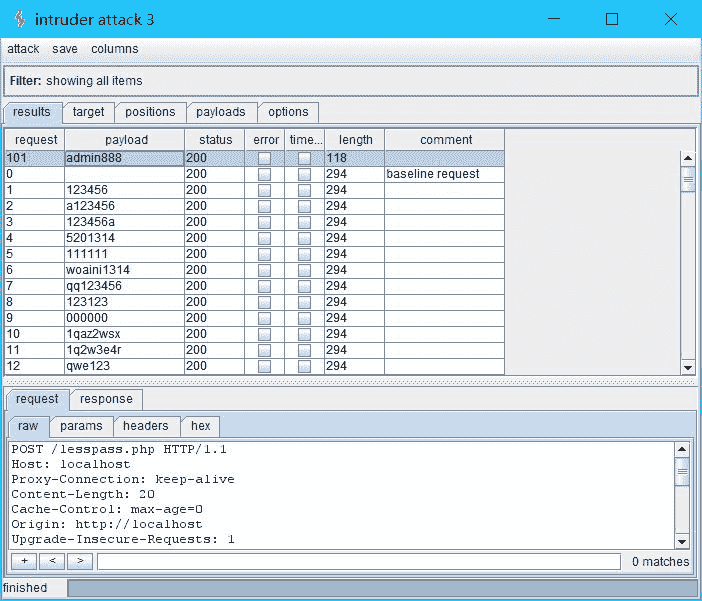 intruder attack 3
attack save columns
Filter: showing all items
results target positions payloads options
request payload status error time... length comment
101 admin888 200 118
0 200 294 baseline request
1 123456 200 294
2 a123456 200 294
3 123456a 200 294
4 5201314 200 294
5 111111 200 294
6 woaini1314 200 294
7 qq123456 200 294
8 123123 200 294
9 000000 200 294
10 1qaz2wsx 200 294
11 1q2w3e4r 200 294
12 qwe123 200 294
request response
raw params headers hex
POST /lesspass.php HTTP/1.1
Host: localhost
Proxy-Connection: keep-alive
Content-Length: 20
Cache-Control: max-age=0
Origin: http://localhost
Upgrade-Insecure-Requests: 1
+ < > 0 matches
finished